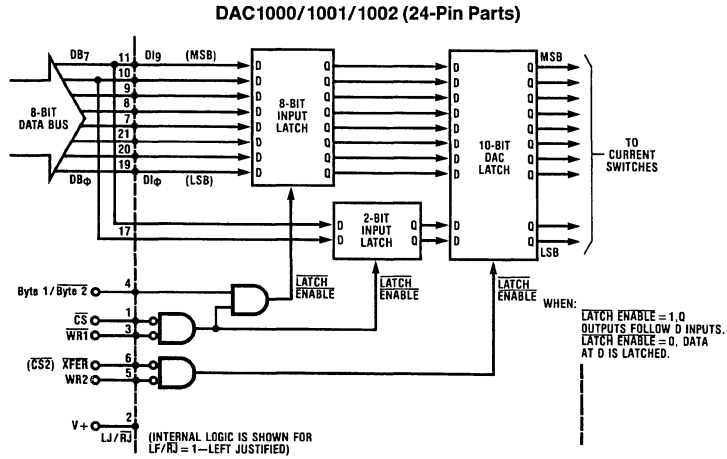 DAC1000/1001/1002 (24-Pin Parts)
DB7 11 DI9 (MSB)
10
9
8
7
21
20
19
DBΦ DIΦ (LSB)
17
8-BIT
DATA BUS
D Q
D Q
D Q
D Q
D Q
D Q
D Q
D Q
8-BIT
INPUT
LATCH
D Q
D Q
2-BIT
INPUT
LATCH
D Q
D Q
D Q
D Q
D Q
D Q
D Q
D Q
D Q
D Q
10-BIT
DAC
LATCH
MSB
LSB
TO
CURRENT
SWITCHES
LATCH
ENABLE
LATCH
ENABLE
LATCH
ENABLE
Byte 1/Byte 2 4
CS 1
WR1 3
(CS2) XFER 6
WR2 5
V+ 2
LJ/RJ
(INTERNAL LOGIC IS SHOWN FOR
LF/RJ = 1—LEFT JUSTIFIED)
WHEN:
LATCH ENABLE = 1, Q
OUTPUTS FOLLOW D INPUTS.
LATCH ENABLE = 0, DATA
AT D IS LATCHED.